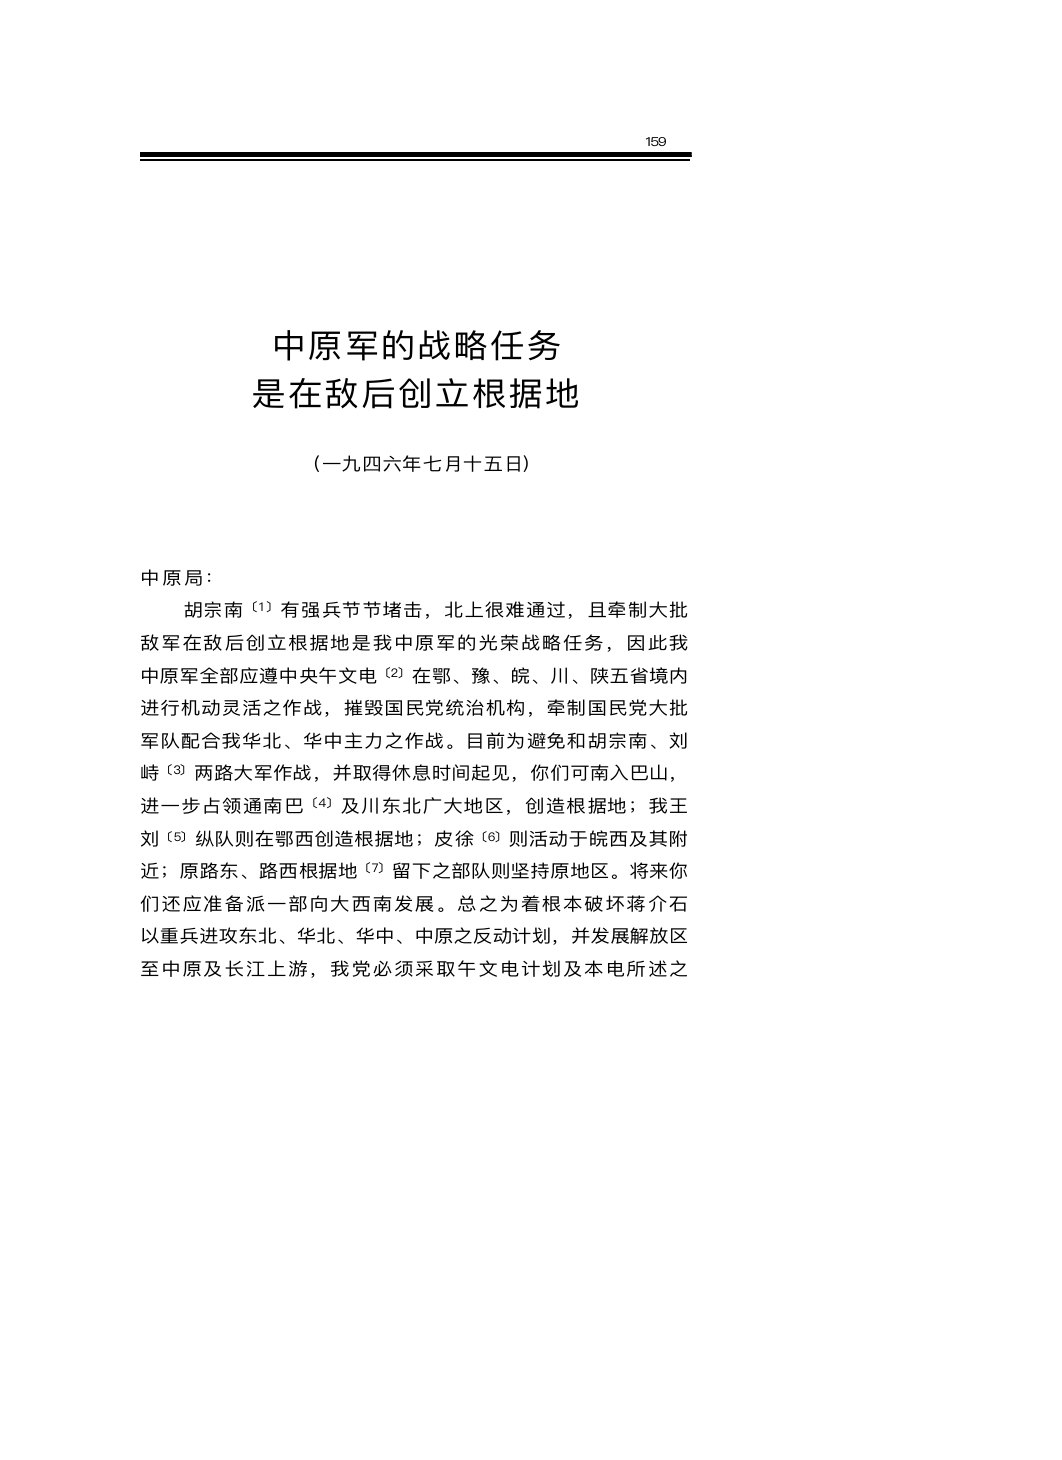 159
中原军的战略任务
是在敌后创立根据地
（一九四六年七月十五日）
中原局：
胡宗南〔1〕有强兵节节堵击，北上很难通过，且牵制大批
敌军在敌后创立根据地是我中原军的光荣战略任务，因此我
中原军全部应遵中央午文电〔2〕在鄂、豫、皖、川、陕五省境内
进行机动灵活之作战，摧毁国民党统治机构，牵制国民党大批
军队配合我华北、华中主力之作战。目前为避免和胡宗南、刘
峙〔3〕两路大军作战，并取得休息时间起见，你们可南入巴山，
进一步占领通南巴〔4〕及川东北广大地区，创造根据地；我王
刘〔5〕纵队则在鄂西创造根据地；皮徐〔6〕则活动于皖西及其附
近；原路东、路西根据地〔7〕留下之部队则坚持原地区。将来你
们还应准备派一部向大西南发展。总之为着根本破坏蒋介石
以重兵进攻东北、华北、华中、中原之反动计划，并发展解放区
至中原及长江上游，我党必须采取午文电计划及本电所述之